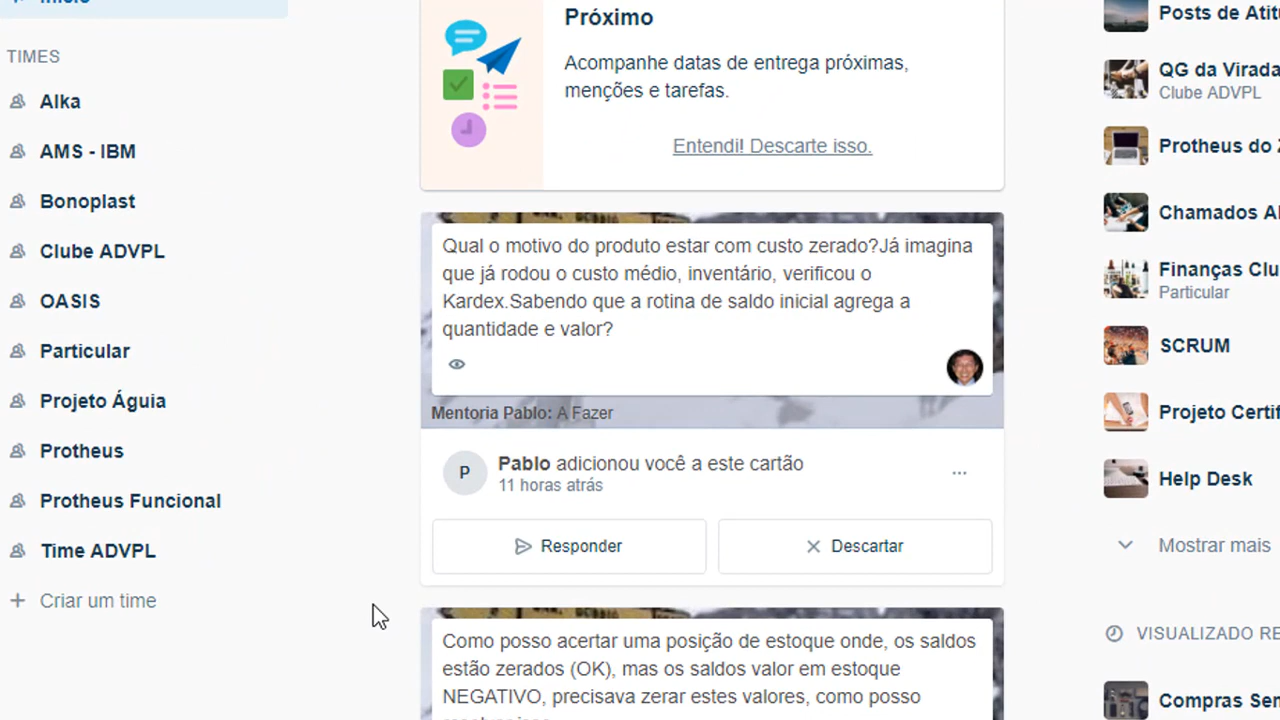 TIMES
Alka
AMS - IBM
Bonoplast
Clube ADVPL
OASIS
Particular
Projeto Águia
Protheus
Protheus Funcional
Time ADVPL
Criar um time
Próximo
Acompanhe datas de entrega próximas,
menções e tarefas.
Entendi! Descarte isso.
Qual o motivo do produto estar com custo zerado?Já imagina
que já rodou o custo médio, inventário, verificou o
Kardex.Sabendo que a rotina de saldo inicial agrega a
quantidade e valor?
Mentoria Pablo: A Fazer
P
Pablo adicionou você a este cartão
11 horas atrás
Responder
Descartar
Como posso acertar uma posição de estoque onde, os saldos
estão zerados (OK), mas os saldos valor em estoque
NEGATIVO, precisava zerar estes valores, como posso
Posts de
QG da Virada
Clube ADVPL
Protheus do
Chamados
Finanças
Particular
SCRUM
Projeto
Help Desk
Mostrar mais
VISUALIZADO
Compras